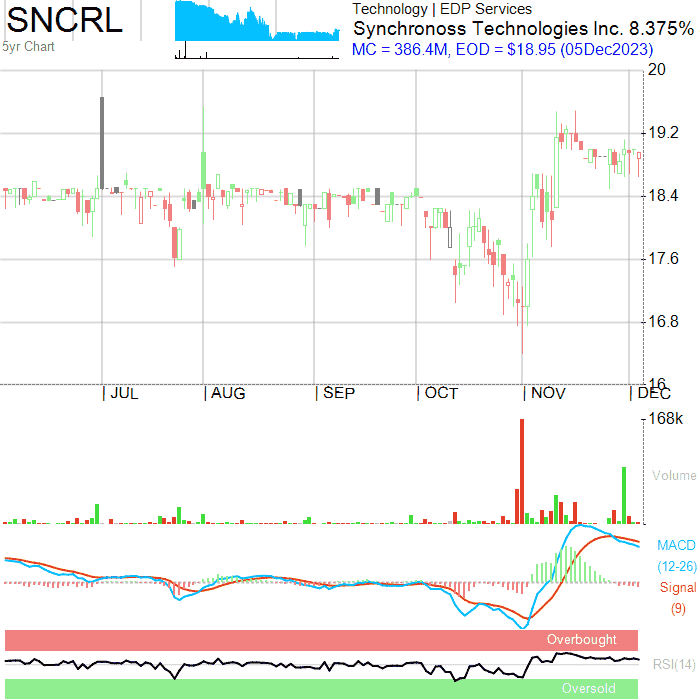 SNCRL
5yr Chart
Technology | EDP Services
Synchronoss Technologies Inc. 8.375%
MC = 386.4M, EOD = $18.95 (05Dec2023)
20
19.2
18.4
17.6
16.8
16
| JUL | AUG | SEP | OCT | NOV | DEC
168k
Volume
MACD
(12-26)
Signal
(9)
Overbought
RSI(14)
Oversold